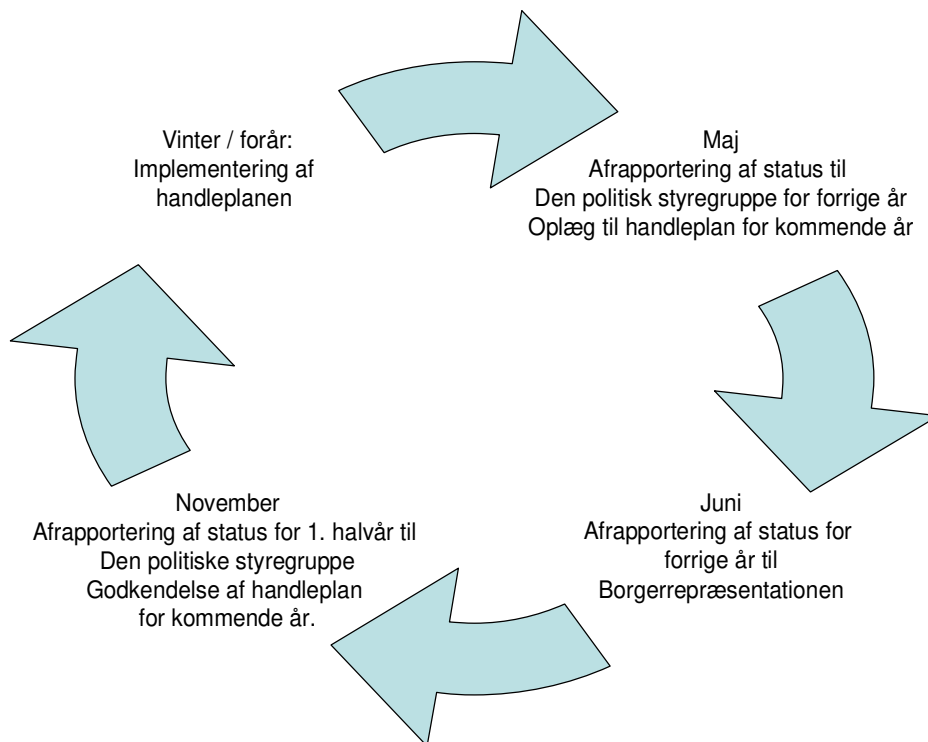 Vinter / forår:
Implementering af
handleplanen
Maj
Afrapportering af status til
Den politisk styregruppe for forrige år
Oplæg til handleplan for kommende år
Juni
Afrapportering af status for
forrige år til
Borgerrepræsentationen
November
Afrapportering af status for 1. halvår til
Den politiske styregruppe
Godkendelse af handleplan
for kommende år.